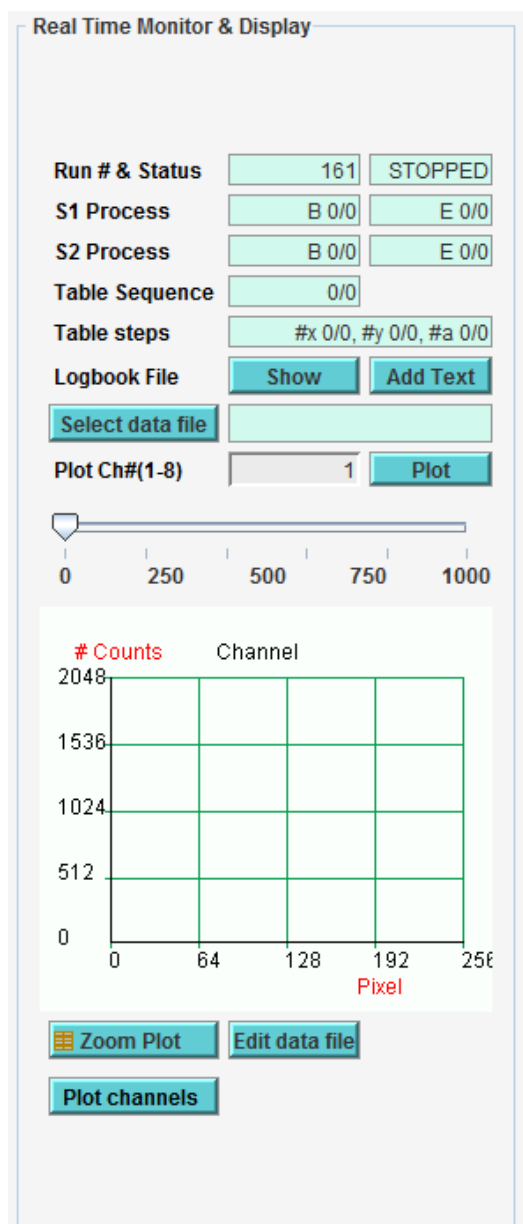 Real Time Monitor & Display
Run # & Status 161 STOPPED
S1 Process B 0/0 E 0/0
S2 Process B 0/0 E 0/0
Table Sequence 0/0
Table steps #x 0/0, #y 0/0, #a 0/0
Logbook File Show Add Text
Select data file
Plot Ch#(1-8) 1 Plot
0 250 500 750 1000
# Counts Channel
2048
1536
1024
512
0
0 64 128 192 256
Pixel
Zoom Plot Edit data file
Plot channels